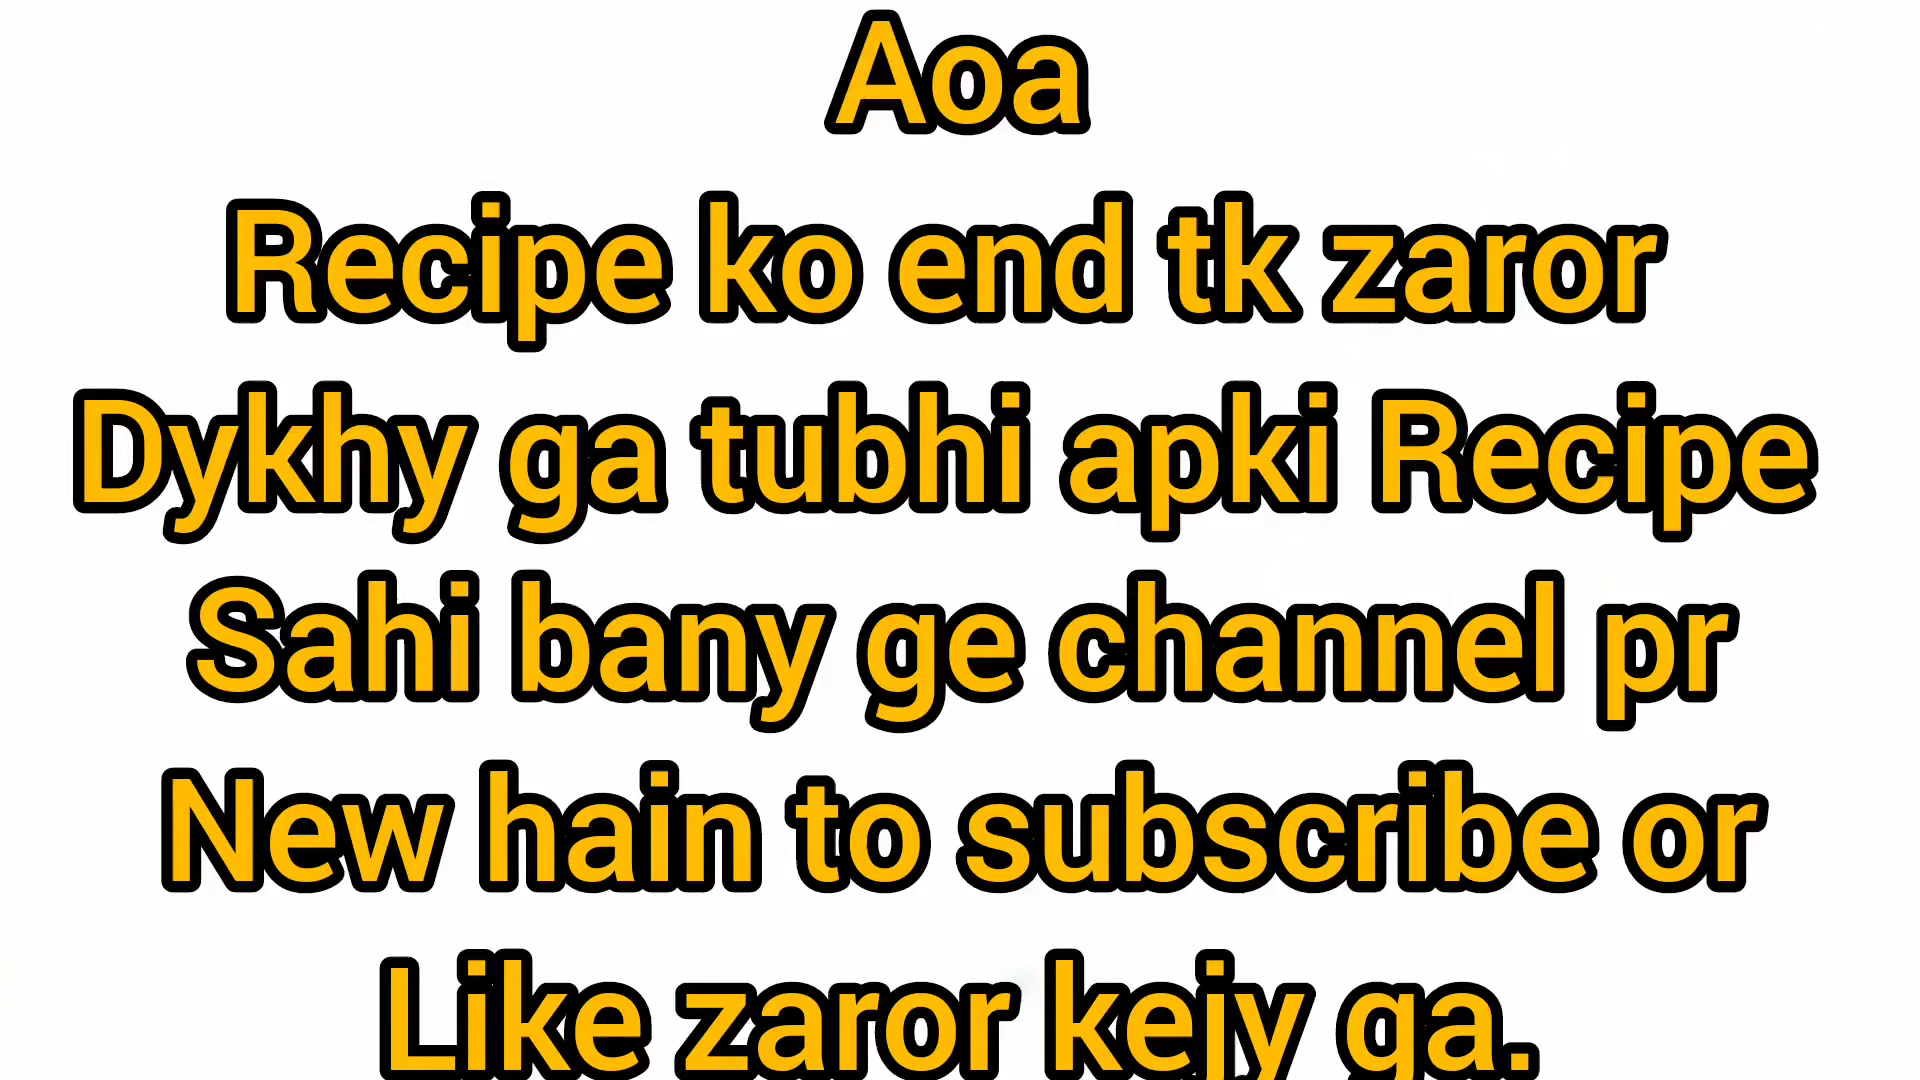 Aoa
Recipe ko end tk zaror
Dykhy ga tubhi apki Recipe
Sahi bany ge channel pr
New hain to subscribe or
Like zaror kejy ga.